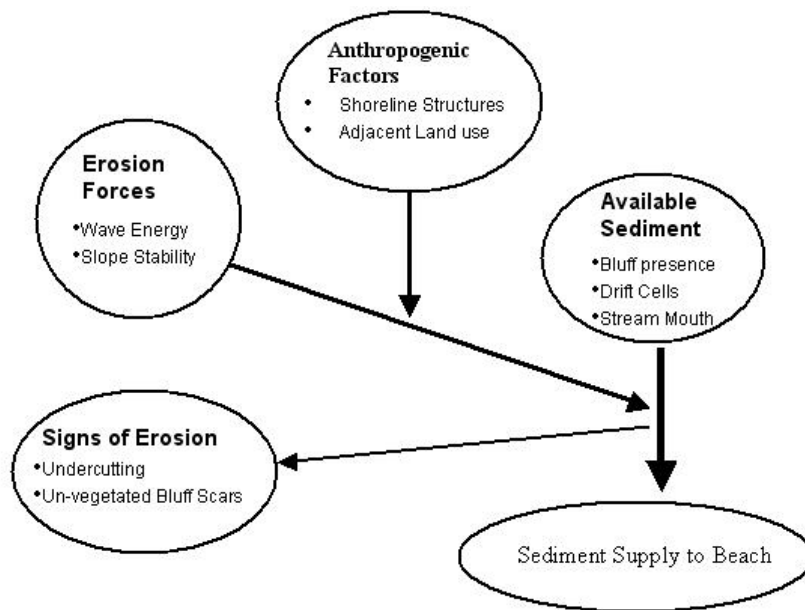 Anthropogenic
Factors
• Shoreline Structures
• Adjacent Land use
Erosion
Forces
•Wave Energy
•Slope Stability
Available
Sediment
•Bluff presence
•Drift Cells
•Stream Mouth
Signs of Erosion
•Undercutting
•Un-vegetated Bluff Scars
Sediment Supply to Beach